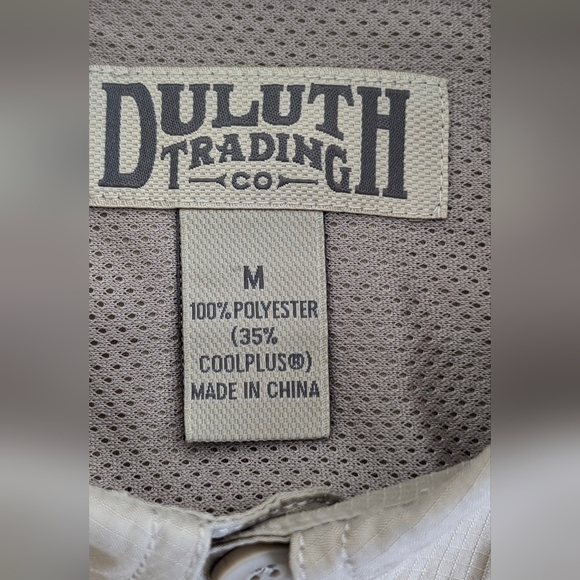 DULUTH
TRADING
CO
M
100% POLYESTER
(35%
COOLPLUS®)
MADE IN CHINA